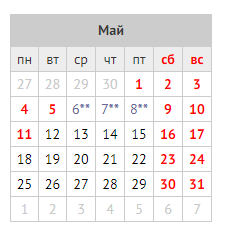 Май
пн вт ср чт пт сб вс
27 28 29 30 1 2 3
4 5 6** 7** 8** 9 10
11 12 13 14 15 16 17
18 19 20 21 22 23 24
25 26 27 28 29 30 31
1 2 3 4 5 6 7